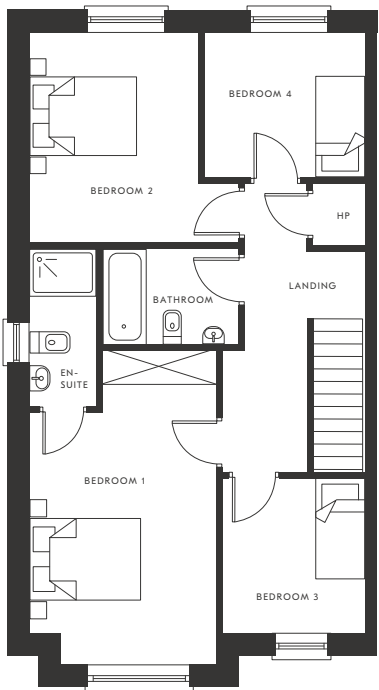 BEDROOM 4
BEDROOM 2
HP
LANDING
BATHROOM
EN-
SUITE
BEDROOM 1
BEDROOM 3